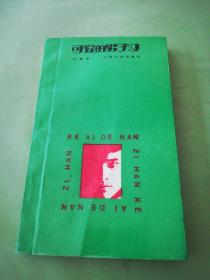 可爱的男子汉
KE AI DE NAN
ZI HAN KE
AI DE NAN
ZI HAN